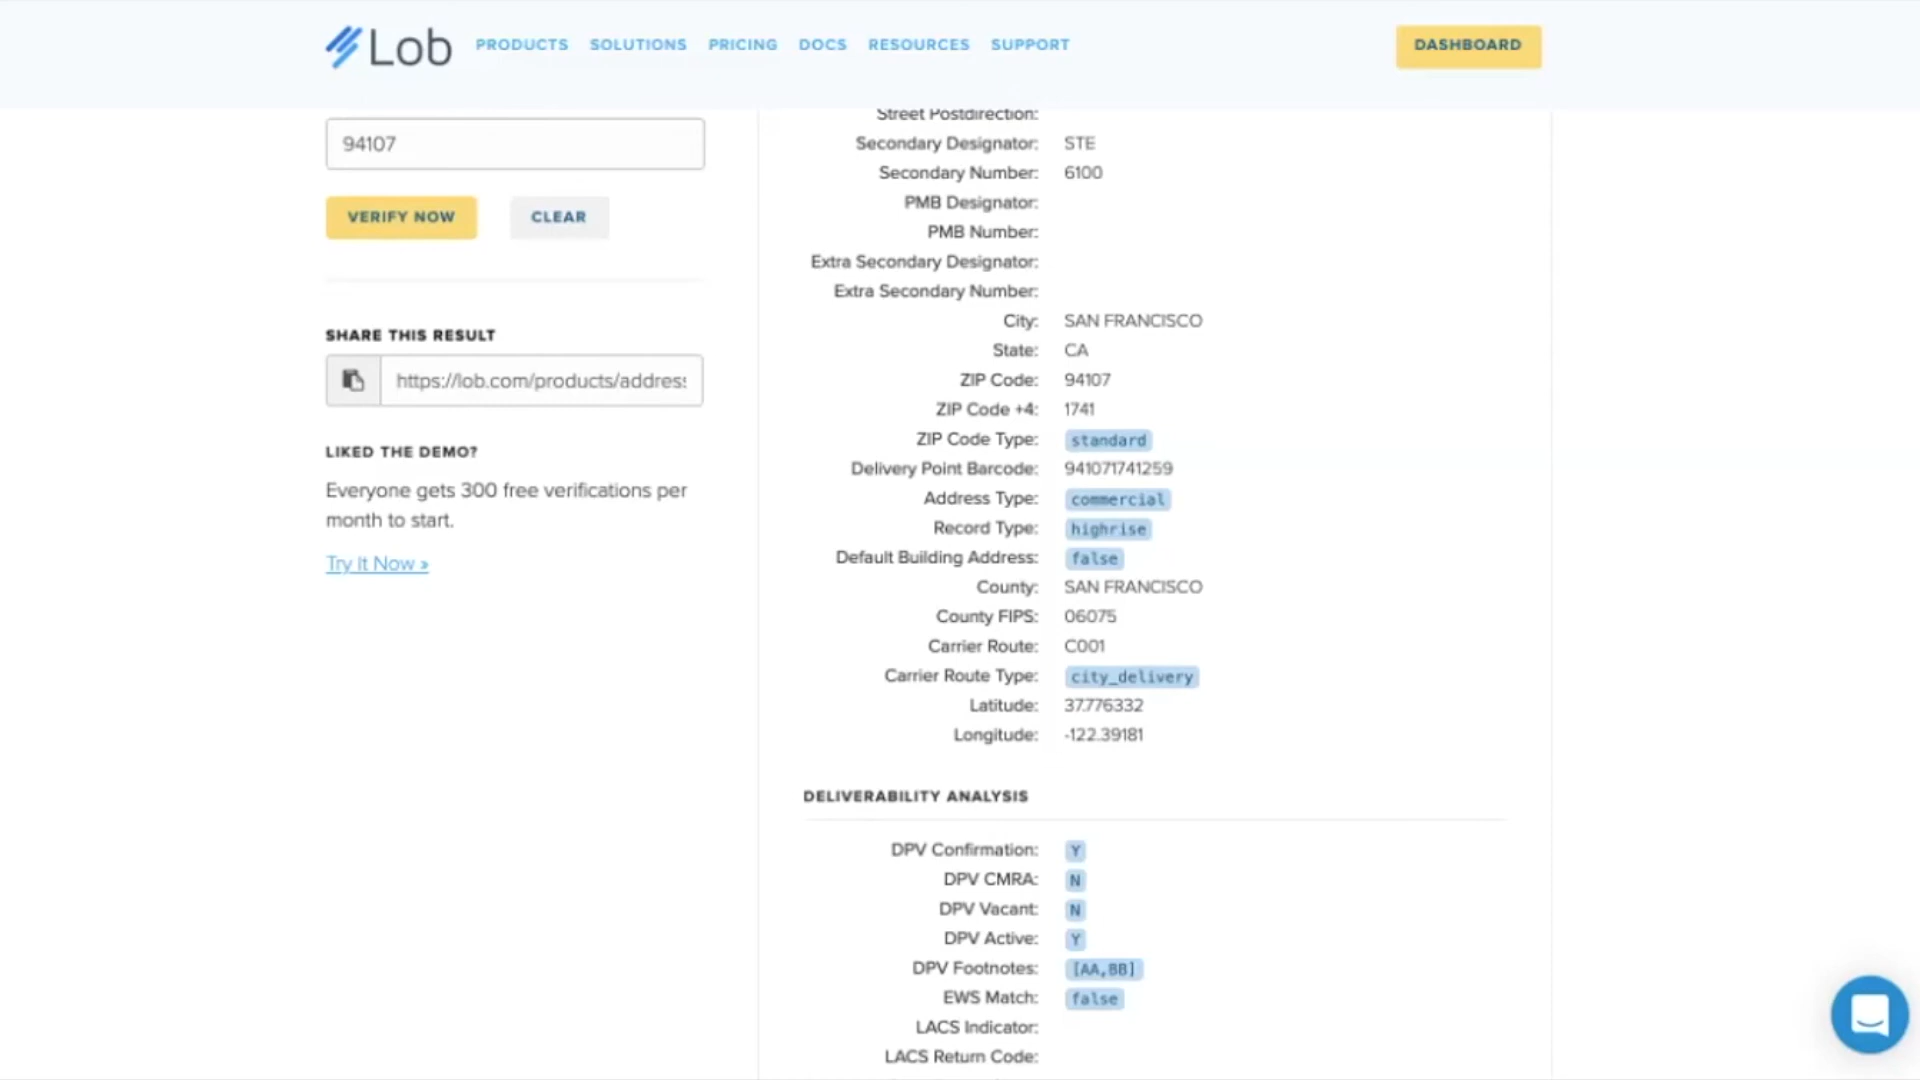 Lob
PRODUCTS SOLUTIONS PRICING DOCS RESOURCES SUPPORT
DASHBOARD
94107
VERIFY NOW
CLEAR
SHARE THIS RESULT
https://lob.com/products/address
LIKED THE DEMO?
Everyone gets 300 free verifications per
month to start.
Try It Now »
Street Postdirection:
Secondary Designator: STE
Secondary Number: 6100
PMB Designator:
PMB Number:
Extra Secondary Designator:
Extra Secondary Number:
City: SAN FRANCISCO
State: CA
ZIP Code: 94107
ZIP Code +4: 1741
ZIP Code Type: standard
Delivery Point Barcode: 941071741259
Address Type: commercial
Record Type: highrise
Default Building Address: false
County: SAN FRANCISCO
County FIPS: 06075
Carrier Route: C001
Carrier Route Type: city_delivery
Latitude: 37.776332
Longitude: -122.39181
DELIVERABILITY ANALYSIS
DPV Confirmation: Y
DPV CMRA: N
DPV Vacant: N
DPV Active: Y
DPV Footnotes: [AA,BB]
EWS Match: false
LACS Indicator:
LACS Return Code: